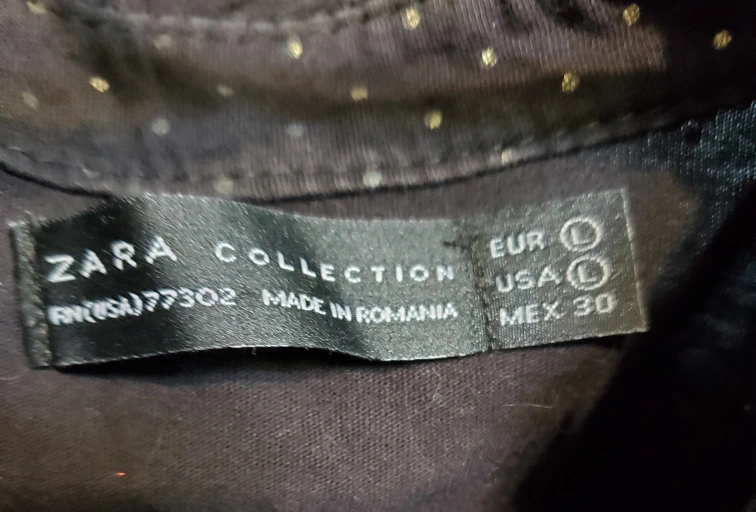 ZARA COLLECTION
RN(USA)77302 MADE IN ROMANIA
EUR L
USA L
MEX 30